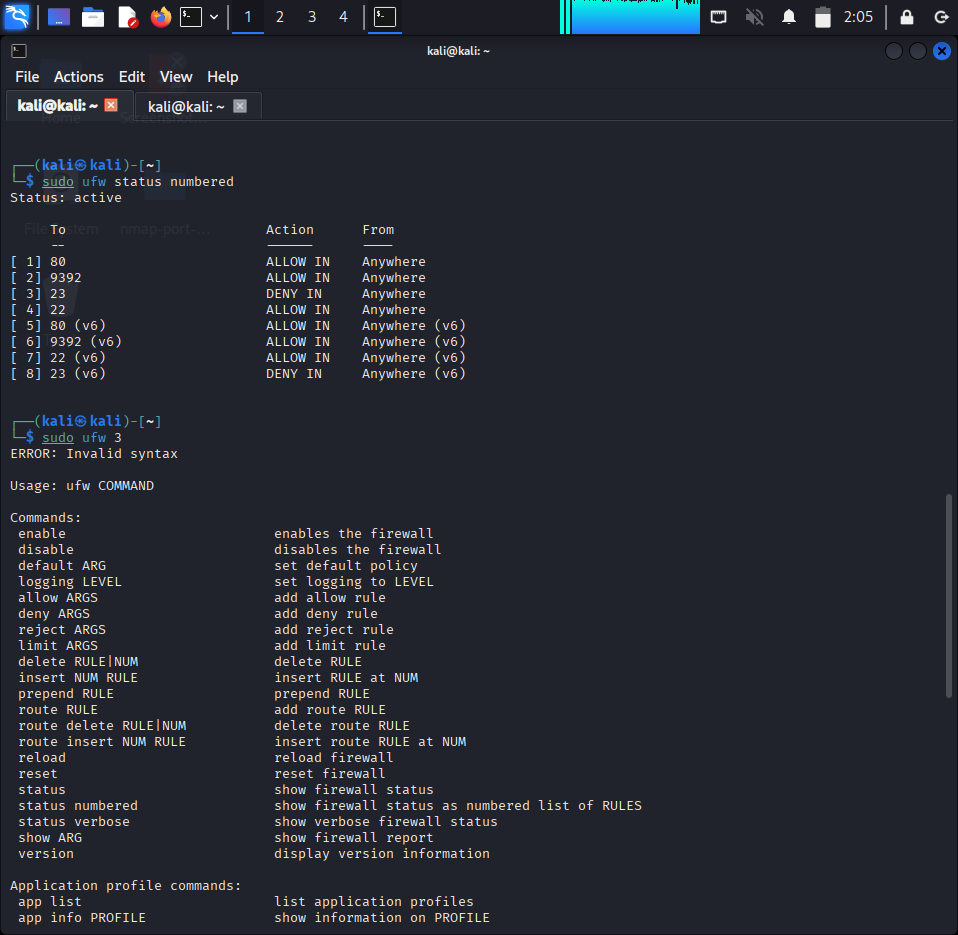 1 2 3 4 2:05
kali@kali: ~
File Actions Edit View Help
kali@kali: ~ kali@kali: ~
Home Screenshot...
┌──(kali㉿kali)-[~]
└─$ sudo ufw status numbered
Status: active
File System nmap-port-...
To Action From
-- ------ ----
[ 1] 80 ALLOW IN Anywhere
[ 2] 9392 ALLOW IN Anywhere
[ 3] 23 DENY IN Anywhere
[ 4] 22 ALLOW IN Anywhere
[ 5] 80 (v6) ALLOW IN Anywhere (v6)
[ 6] 9392 (v6) ALLOW IN Anywhere (v6)
[ 7] 22 (v6) ALLOW IN Anywhere (v6)
[ 8] 23 (v6) DENY IN Anywhere (v6)
┌──(kali㉿kali)-[~]
└─$ sudo ufw 3
ERROR: Invalid syntax
Usage: ufw COMMAND
Commands:
enable enables the firewall
disable disables the firewall
default ARG set default policy
logging LEVEL set logging to LEVEL
allow ARGS add allow rule
deny ARGS add deny rule
reject ARGS add reject rule
limit ARGS add limit rule
delete RULE|NUM delete RULE
insert NUM RULE insert RULE at NUM
prepend RULE prepend RULE
route RULE add route RULE
route delete RULE|NUM delete route RULE
route insert NUM RULE insert route RULE at NUM
reload reload firewall
reset reset firewall
status show firewall status
status numbered show firewall status as numbered list of RULES
status verbose show verbose firewall status
show ARG show firewall report
version display version information
Application profile commands:
app list list application profiles
app info PROFILE show information on PROFILE